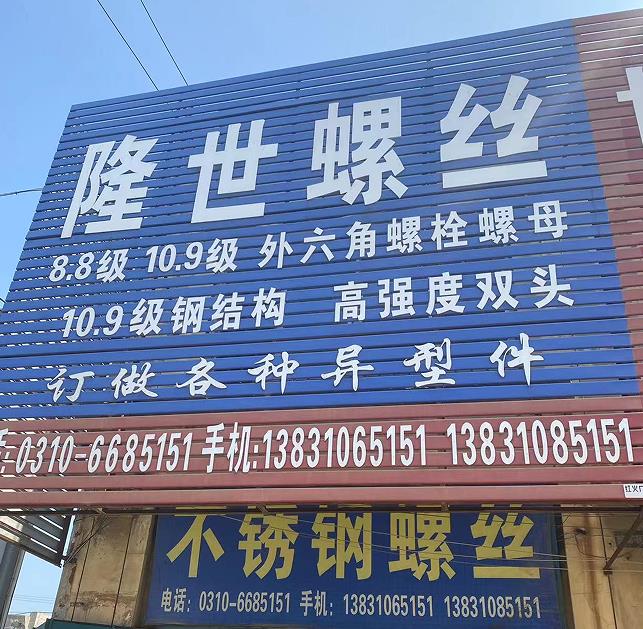 隆世螺丝
8.8级 10.9级 外六角螺栓螺母
10.9级钢结构 高强度双头
订做各种异型件
:0310-6685151 手机:13831065151 13831085151
不锈钢螺丝
电话: 0310-6685151 手机: 13831065151 13831085151